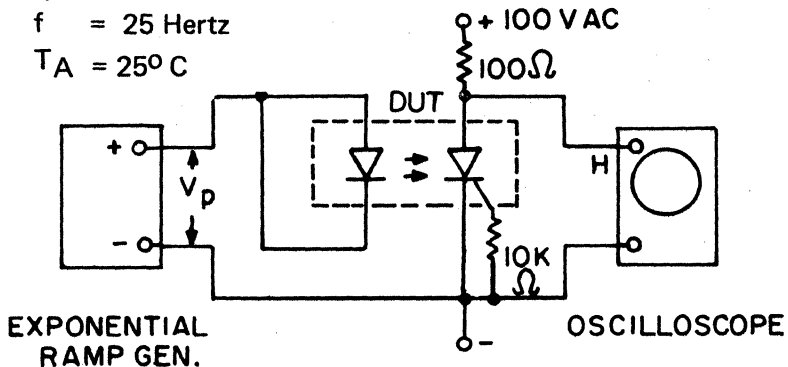 f = 25 Hertz
T_A = 25° C
+ 100 V AC
100Ω
DUT
+
V_p
-
H
10K
Ω
EXPONENTIAL
RAMP GEN.
-
OSCILLOSCOPE